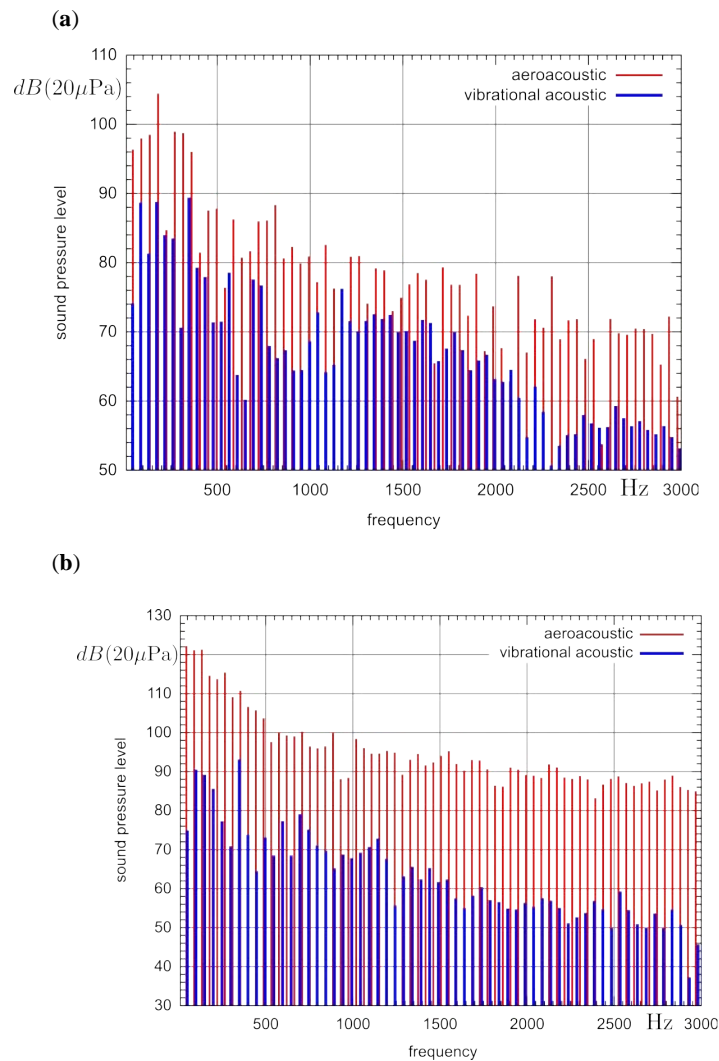 (a)
110
aeroacoustic
dB(20μPa)
vibrational acoustic
100
90
80
70
60
50
sound pressure level
500 1000 1500 2000 2500 Hz 3000
frequency
(b)
130
aeroacoustic
dB(20μPa)
vibrational acoustic
110
100
90
80
70
60
50
40
30
sound pressure level
500 1000 1500 2000 2500 Hz 3000
frequency